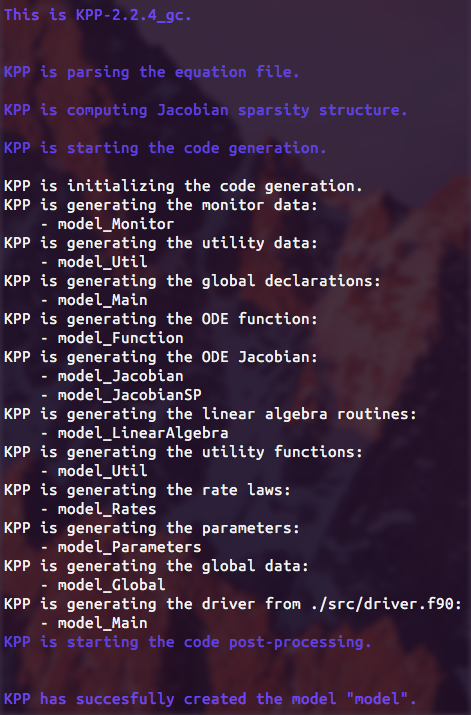 This is KPP-2.2.4_gc.
KPP is parsing the equation file.
KPP is computing Jacobian sparsity structure.
KPP is starting the code generation.
KPP is initializing the code generation.
KPP is generating the monitor data:
- model_Monitor
KPP is generating the utility data:
- model_Util
KPP is generating the global declarations:
- model_Main
KPP is generating the ODE function:
- model_Function
KPP is generating the ODE Jacobian:
- model_Jacobian
- model_JacobianSP
KPP is generating the linear algebra routines:
- model_LinearAlgebra
KPP is generating the utility functions:
- model_Util
KPP is generating the rate laws:
- model_Rates
KPP is generating the parameters:
- model_Parameters
KPP is generating the global data:
- model_Global
KPP is generating the driver from ./src/driver.f90:
- model_Main
KPP is starting the code post-processing.
KPP has succesfully created the model "model".